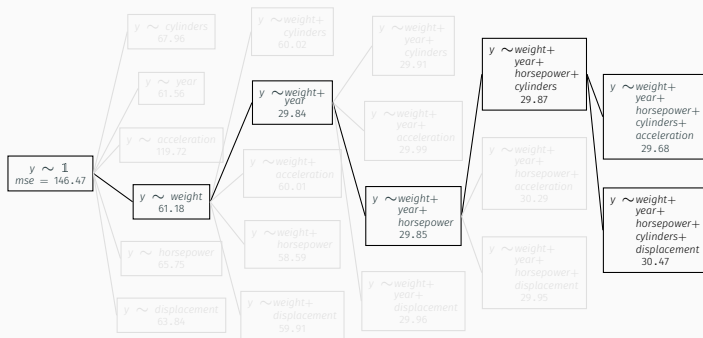 y ~ 𝟙
mse = 146.47
y ~ cylinders
67.98
y ~ year
61.56
y ~ acceleration
119.72
y ~ weight
61.18
y ~ horsepower
65.75
y ~ displacement
63.84
y ~weight+
cylinders
60.02
y ~weight+
year
29.84
y ~weight+
acceleration
60.01
y ~weight+
horsepower
58.59
y ~weight+
displacement
59.91
y ~weight+
year+
cylinders
29.91
y ~weight+
year+
acceleration
29.99
y ~weight+
year+
horsepower
29.85
y ~weight+
year+
displacement
29.96
y ~weight+
year+
horsepower+
cylinders
29.87
y ~weight+
year+
horsepower+
acceleration
30.29
y ~weight+
year+
horsepower+
displacement
29.95
y ~weight+
year+
horsepower+
cylinders+
acceleration
29.68
y ~weight+
year+
horsepower+
cylinders+
displacement
30.47